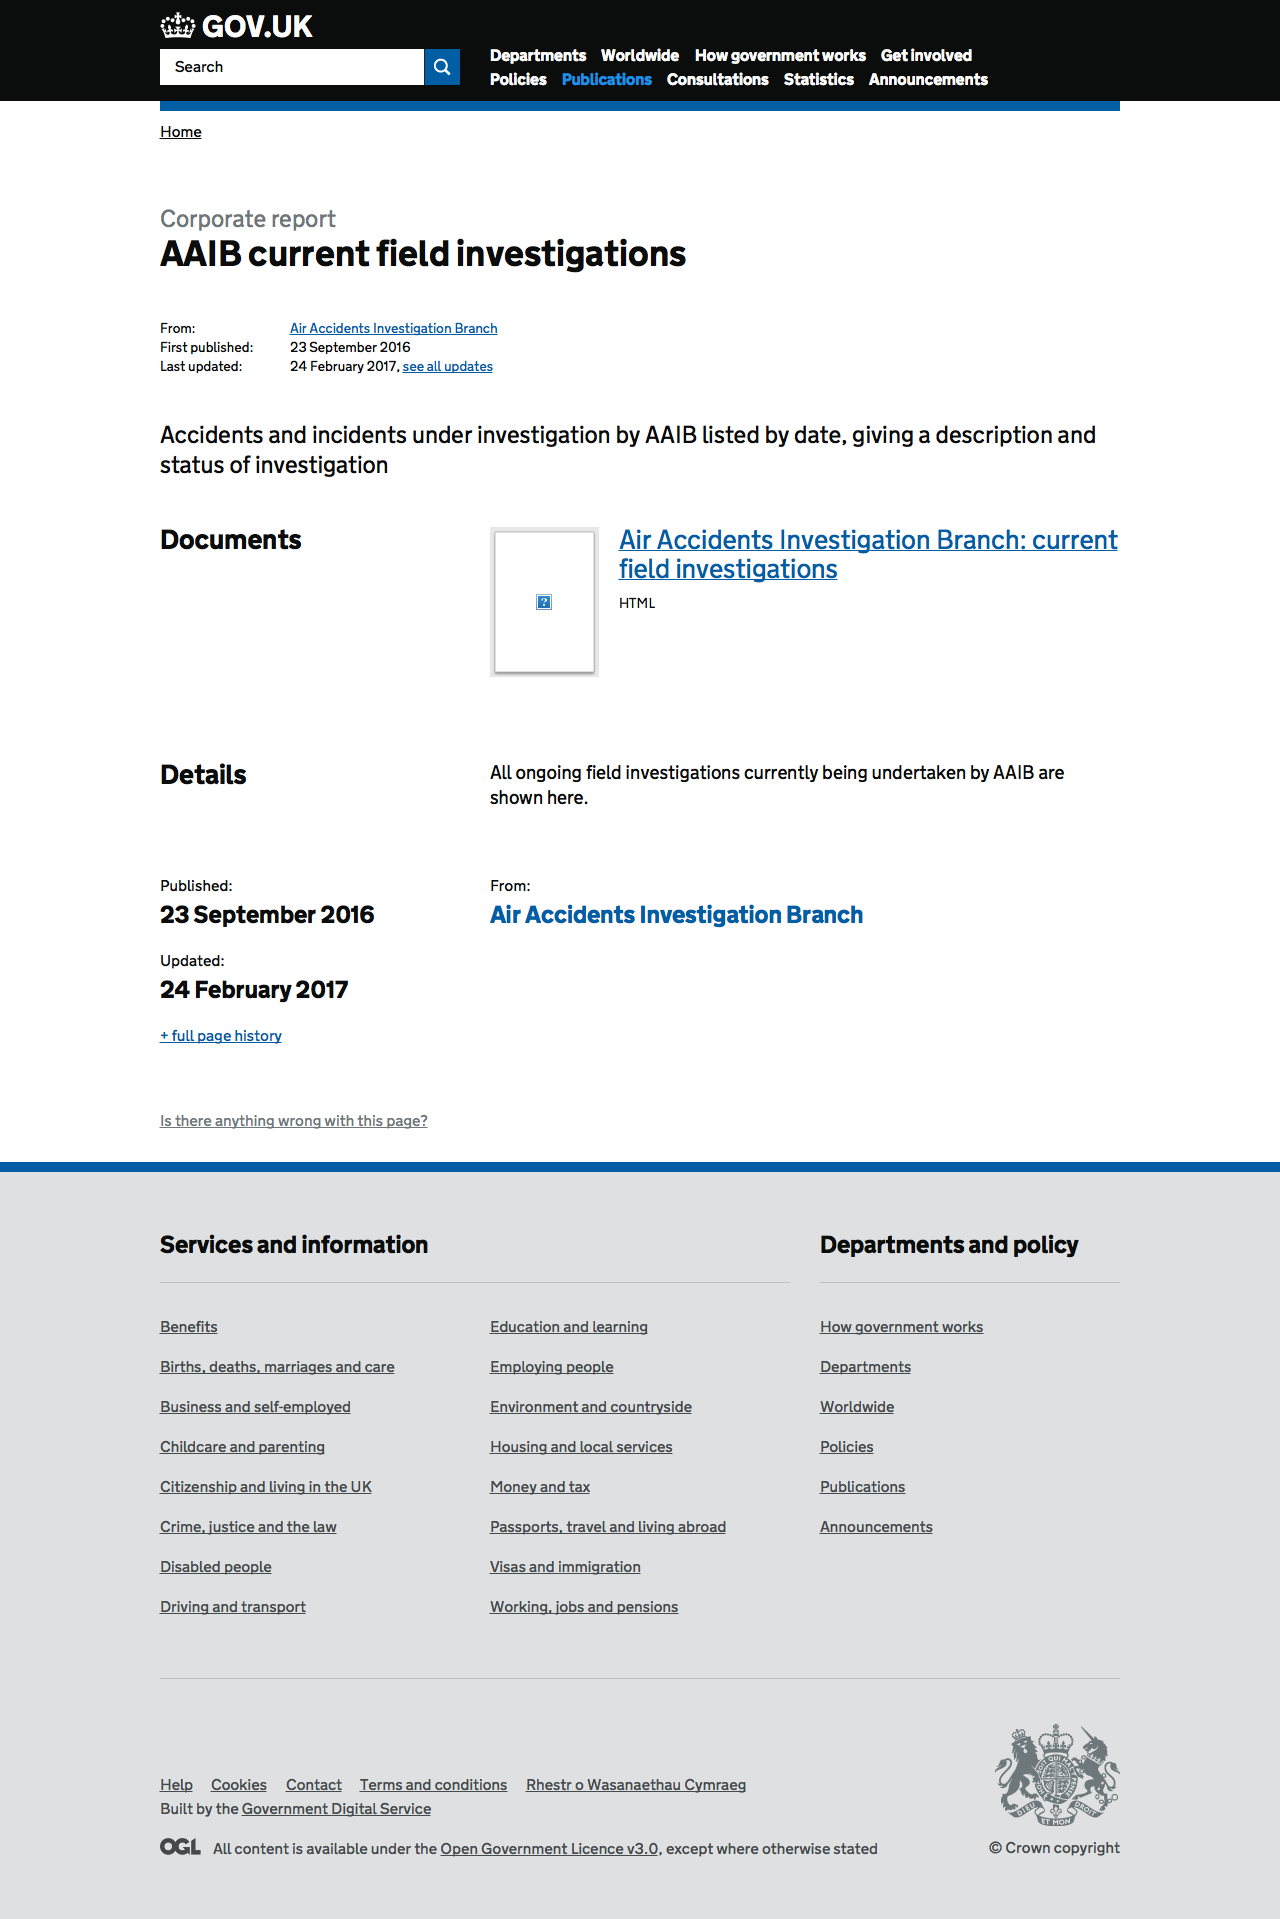 GOV.UK
Search
Departments Worldwide How government works Get involved
Policies Publications Consultations Statistics Announcements
Home
Corporate report
AAIB current field investigations
From: Air Accidents Investigation Branch
First published: 23 September 2016
Last updated: 24 February 2017, see all updates
Accidents and incidents under investigation by AAIB listed by date, giving a description and
status of investigation
Documents
Air Accidents Investigation Branch: current
field investigations
HTML
Details
All ongoing field investigations currently being undertaken by AAIB are
shown here.
Published:
23 September 2016
Updated:
24 February 2017
+ full page history
From:
Air Accidents Investigation Branch
Is there anything wrong with this page?
Services and information
Benefits
Births, deaths, marriages and care
Business and self-employed
Childcare and parenting
Citizenship and living in the UK
Crime, justice and the law
Disabled people
Driving and transport
Education and learning
Employing people
Environment and countryside
Housing and local services
Money and tax
Passports, travel and living abroad
Visas and immigration
Working, jobs and pensions
Departments and policy
How government works
Departments
Worldwide
Policies
Publications
Announcements
Help Cookies Contact Terms and conditions Rhestr o Wasanaethau Cymraeg
Built by the Government Digital Service
OGL All content is available under the Open Government Licence v3.0, except where otherwise stated
DIEU ET MON DROIT
© Crown copyright